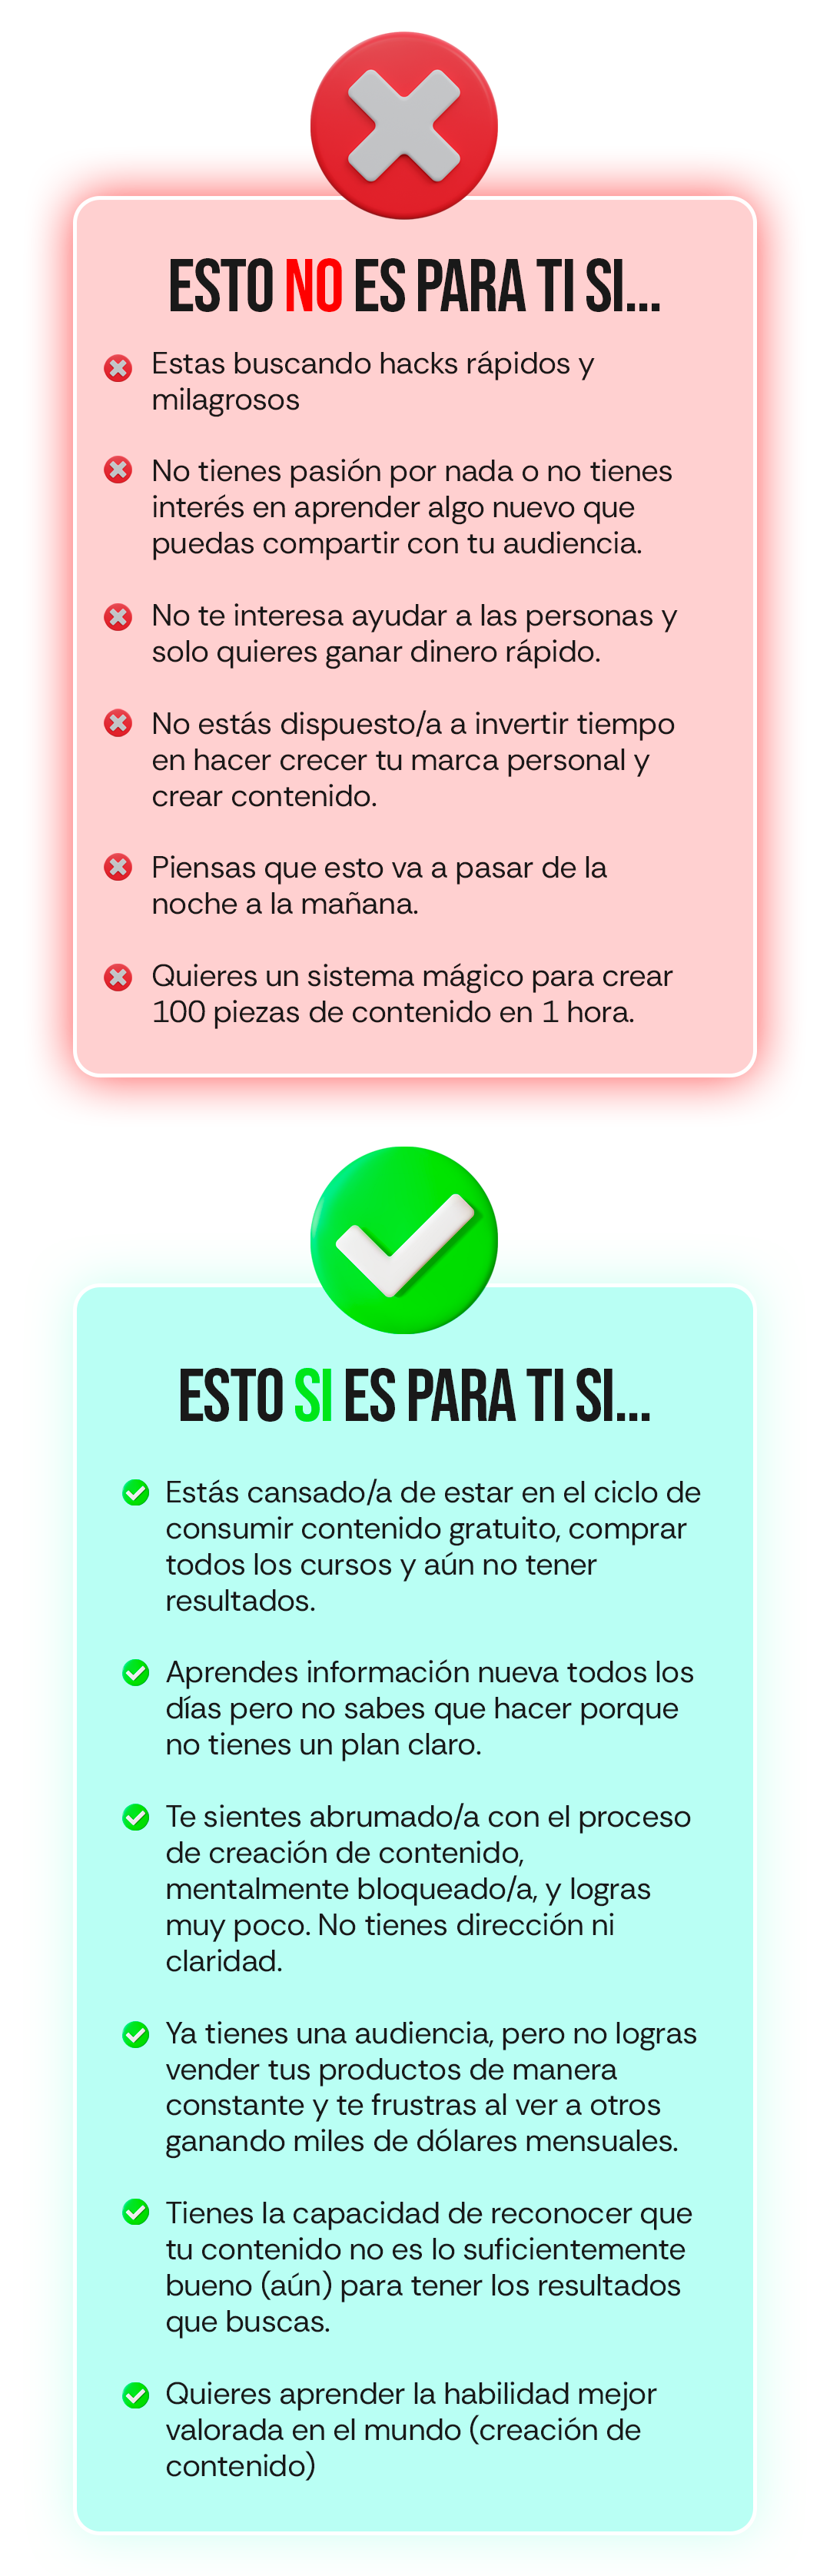 ESTO NO ES PARA TI SI...
Estas buscando hacks rápidos y
milagrosos
No tienes pasión por nada o no tienes
interés en aprender algo nuevo que
puedas compartir con tu audiencia.
No te interesa ayudar a las personas y
solo quieres ganar dinero rápido.
No estás dispuesto/a a invertir tiempo
en hacer crecer tu marca personal y
crear contenido.
Piensas que esto va a pasar de la
noche a la mañana.
Quieres un sistema mágico para crear
100 piezas de contenido en 1 hora.
ESTO SI ES PARA TI SI...
Estás cansado/a de estar en el ciclo de
consumir contenido gratuito, comprar
todos los cursos y aún no tener
resultados.
Aprendes información nueva todos los
días pero no sabes que hacer porque
no tienes un plan claro.
Te sientes abrumado/a con el proceso
de creación de contenido,
mentalmente bloqueado/a, y logras
muy poco. No tienes dirección ni
claridad.
Ya tienes una audiencia, pero no logras
vender tus productos de manera
constante y te frustras al ver a otros
ganando miles de dólares mensuales.
Tienes la capacidad de reconocer que
tu contenido no es lo suficientemente
bueno (aún) para tener los resultados
que buscas.
Quieres aprender la habilidad mejor
valorada en el mundo (creación de
contenido)